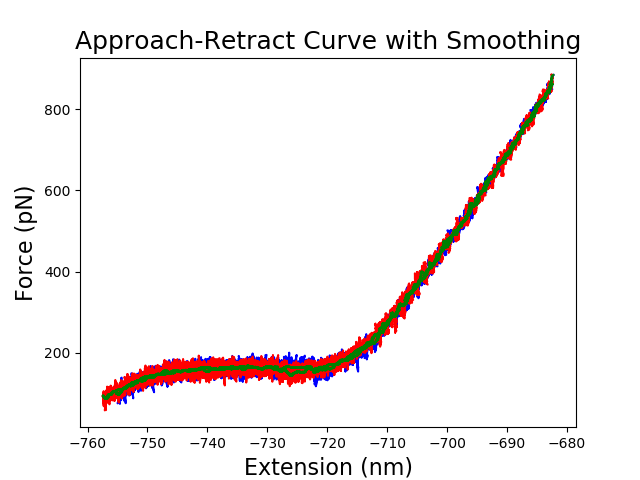 Approach-Retract Curve with Smoothing
Force (pN)
800
600
400
200
−760 −750 −740 −730 −720 −710 −700 −690 −680
Extension (nm)